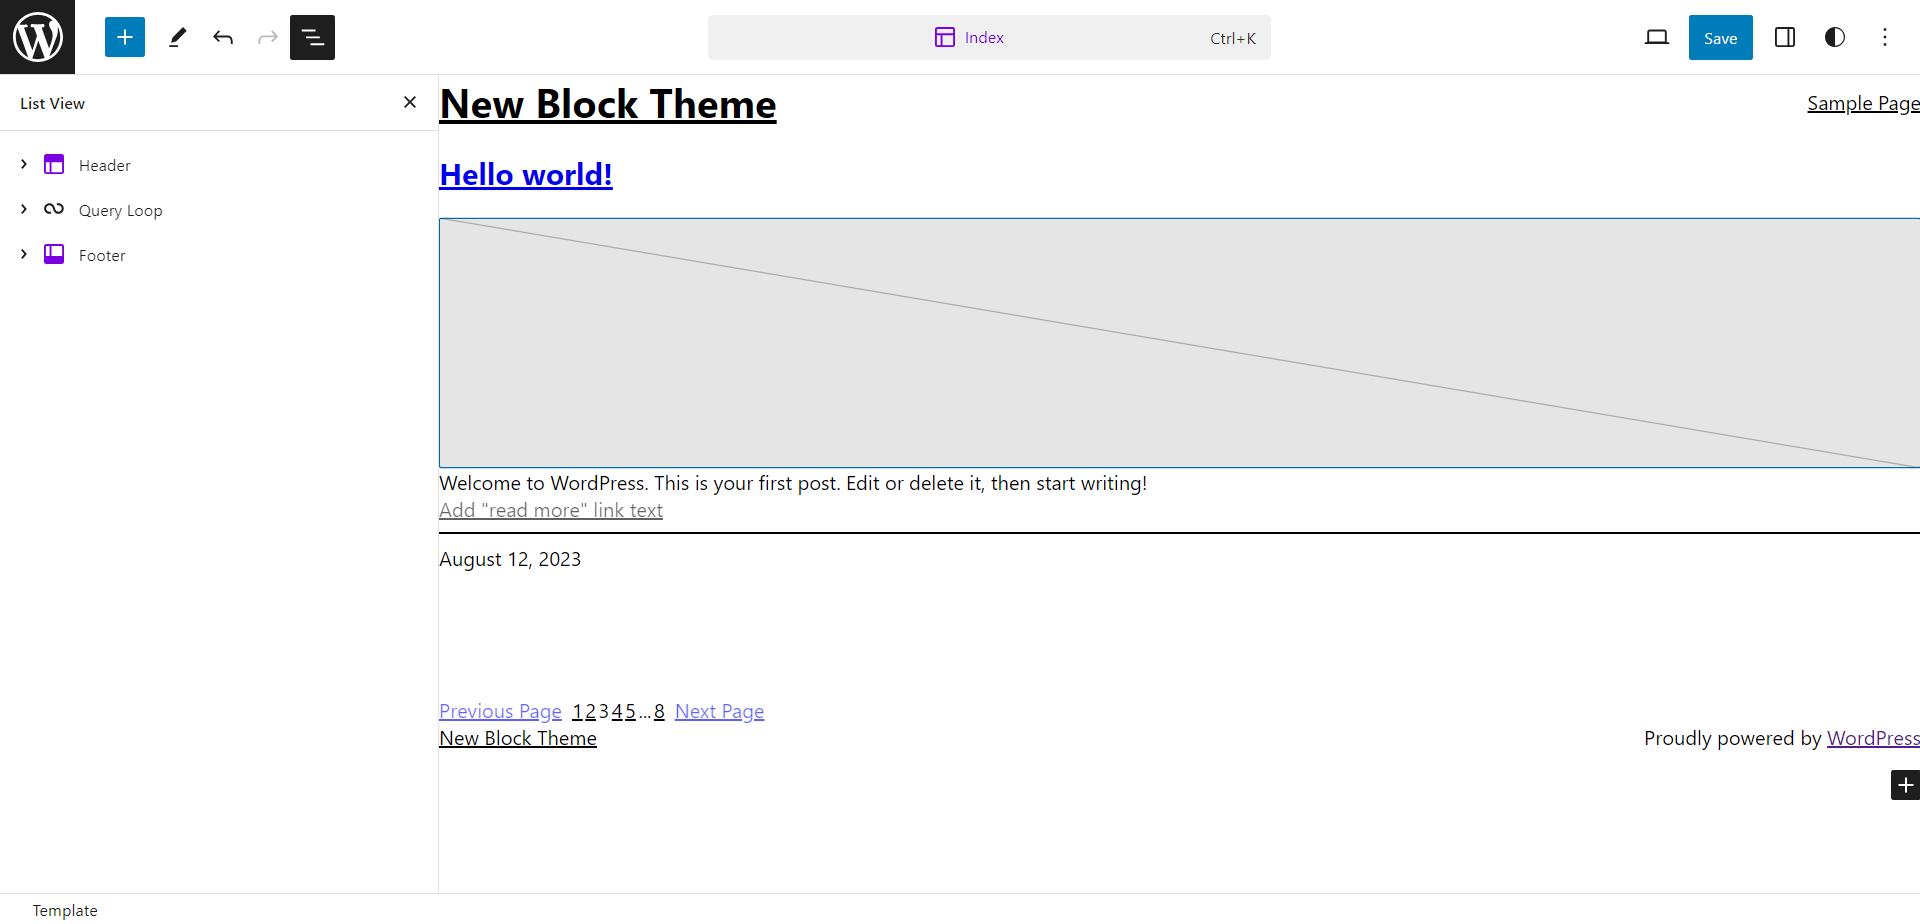 Index
Ctrl+K
Save
List View
Header
Query Loop
Footer
New Block Theme
Sample Page
Hello world!
Welcome to WordPress. This is your first post. Edit or delete it, then start writing!
Add "read more" link text
August 12, 2023
Previous Page 1 2 3 4 5 ... 8 Next Page
New Block Theme
Proudly powered by WordPress
Template